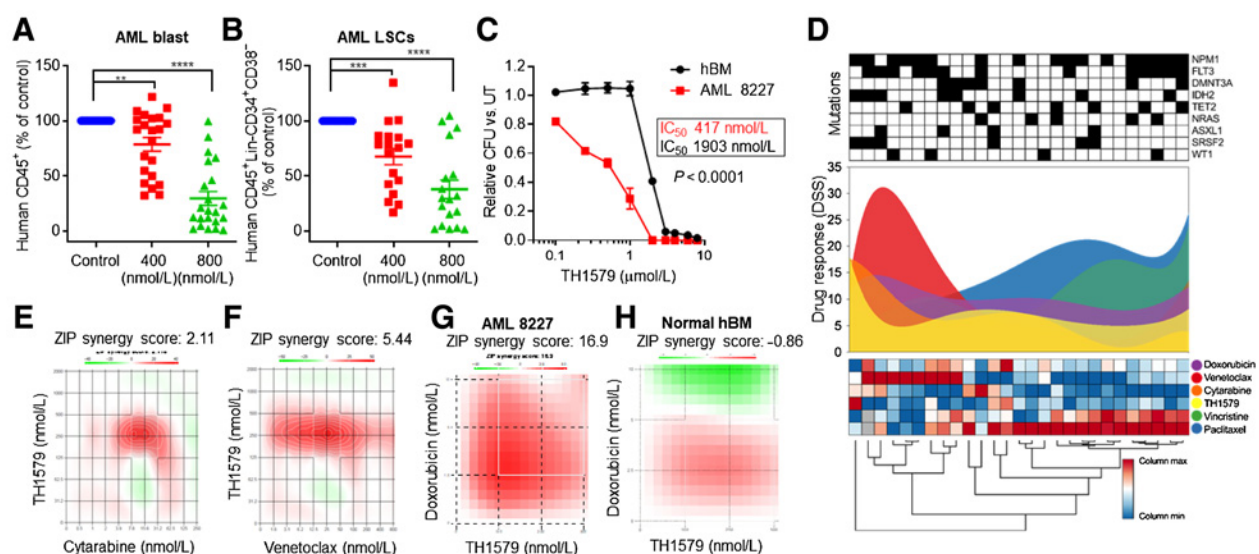 A
AML blast
Human CD45+ (% of control)
150
100
50
0
**
****
Control
400
(nmol/L)
800
(nmol/L)
B
AML LSCs
Human CD45+Lin-CD34+CD38−
(% of control)
150
100
50
0
***
****
Control
400
(nmol/L)
800
(nmol/L)
C
Relative CFU vs. UT
1.2
1.0
0.8
0.6
0.4
0.2
0.0
hBM
AML 8227
IC50 417 nmol/L
IC50 1903 nmol/L
P < 0.0001
0.1
1
10
TH1579 (μmol/L)
D
Mutations
NPM1
FLT3
DMNT3A
IDH2
TET2
NRAS
ASXL1
SRSF2
WT1
Drug response (DSS)
35
30
25
20
15
10
5
0
Doxorubicin
Venetoclax
Cytarabine
TH1579
Vincristine
Paclitaxel
Column max
Column min
E
ZIP synergy score: 2.11
TH1579 (nmol/L)
Cytarabine (nmol/L)
F
ZIP synergy score: 5.44
TH1579 (nmol/L)
Venetoclax (nmol/L)
G
AML 8227
ZIP synergy score: 16.9
ZIP synergy score: 16.9
Doxorubicin (nmol/L)
TH1579 (nmol/L)
H
Normal hBM
ZIP synergy score: −0.86
Doxorubicin (nmol/L)
TH1579 (nmol/L)